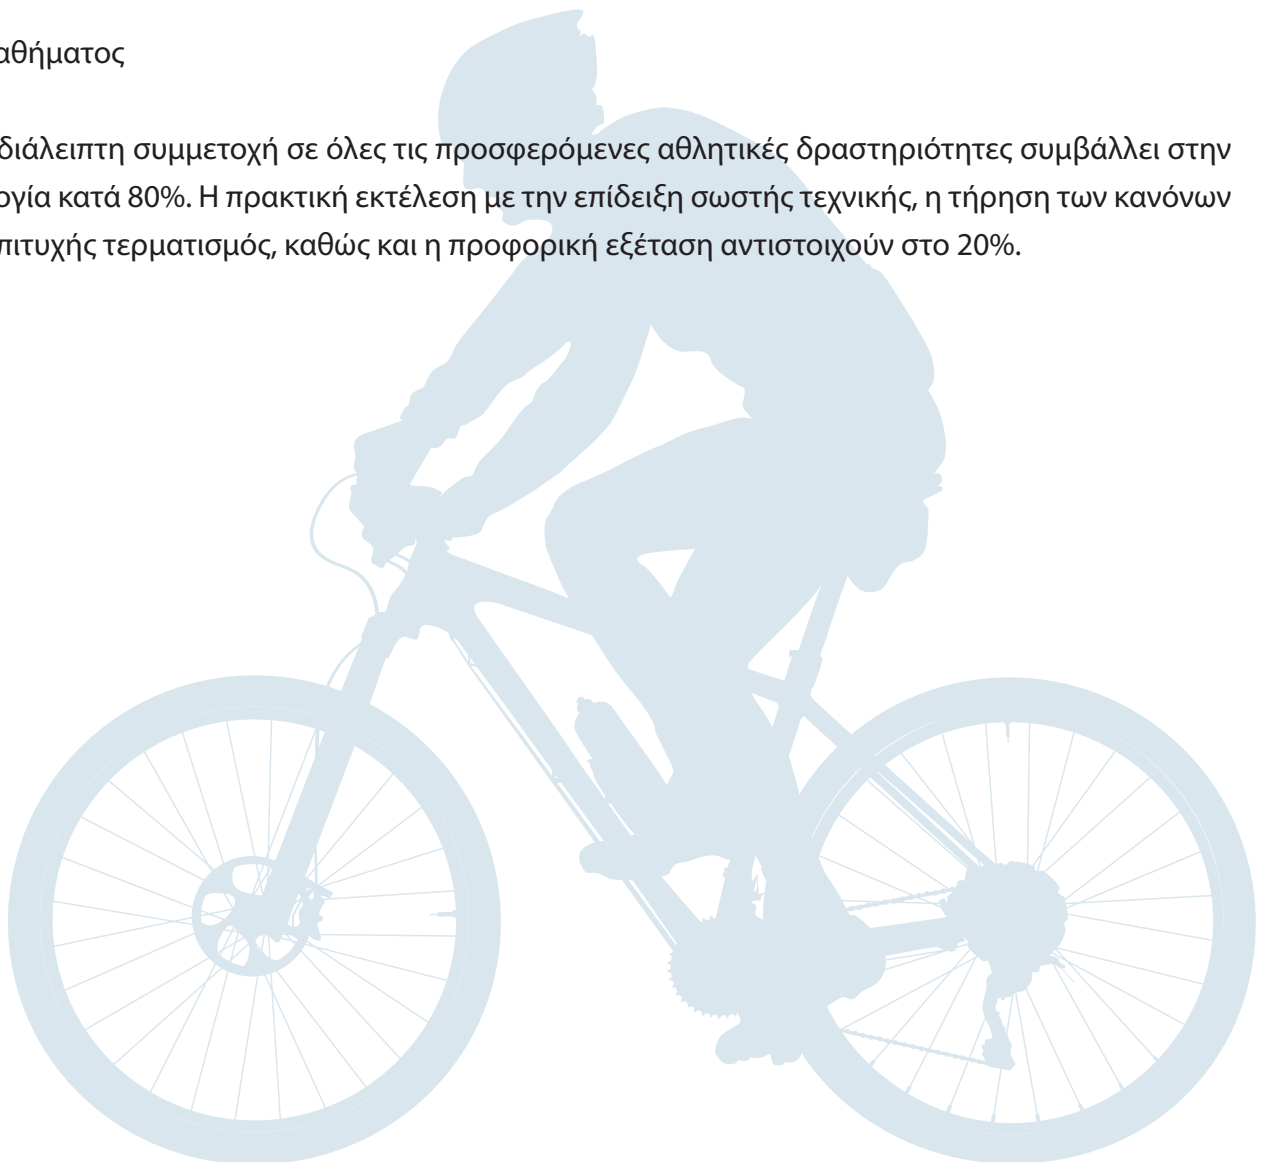 αθήματος
διάλειπτη συμμετοχή σε όλες τις προσφερόμενες αθλητικές δραστηριότητες συμβάλλει στην
ογία κατά 80%. Η πρακτική εκτέλεση με την επίδειξη σωστής τεχνικής, η τήρηση των κανόνων
πιτυχής τερματισμός, καθώς και η προφορική εξέταση αντιστοιχούν στο 20%.